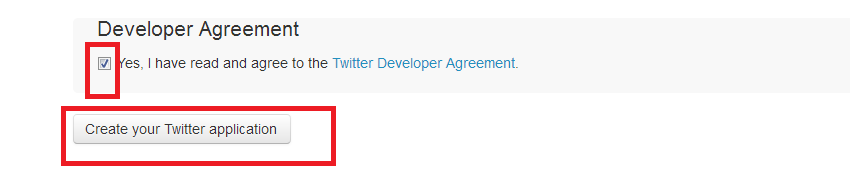 Developer Agreement
Yes, I have read and agree to the Twitter Developer Agreement.
Create your Twitter application